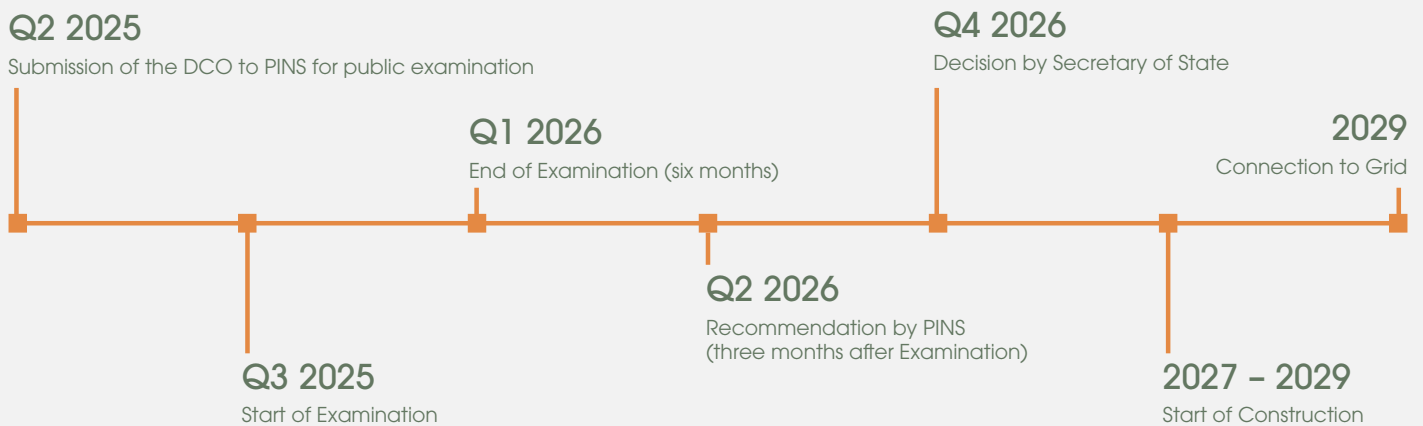 Q2 2025
Submission of the DCO to PINS for public examination
Q3 2025
Start of Examination
Q1 2026
End of Examination (six months)
Q2 2026
Recommendation by PINS
(three months after Examination)
Q4 2026
Decision by Secretary of State
2027 – 2029
Start of Construction
2029
Connection to Grid